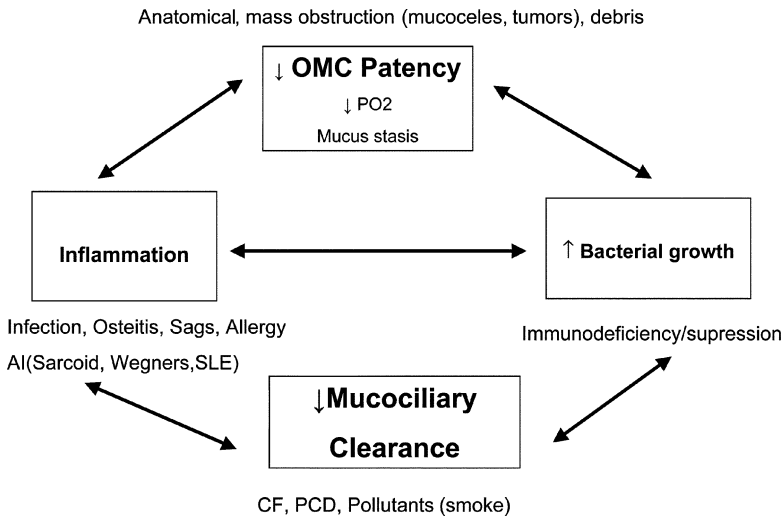 Anatomical, mass obstruction (mucoceles, tumors), debris
↓ OMC Patency
↓ PO2
Mucus stasis
Inflammation
↑ Bacterial growth
Infection, Osteitis, Sags, Allergy
AI(Sarcoid, Wegners,SLE)
Immunodeficiency/supression
↓Mucociliary
Clearance
CF, PCD, Pollutants (smoke)